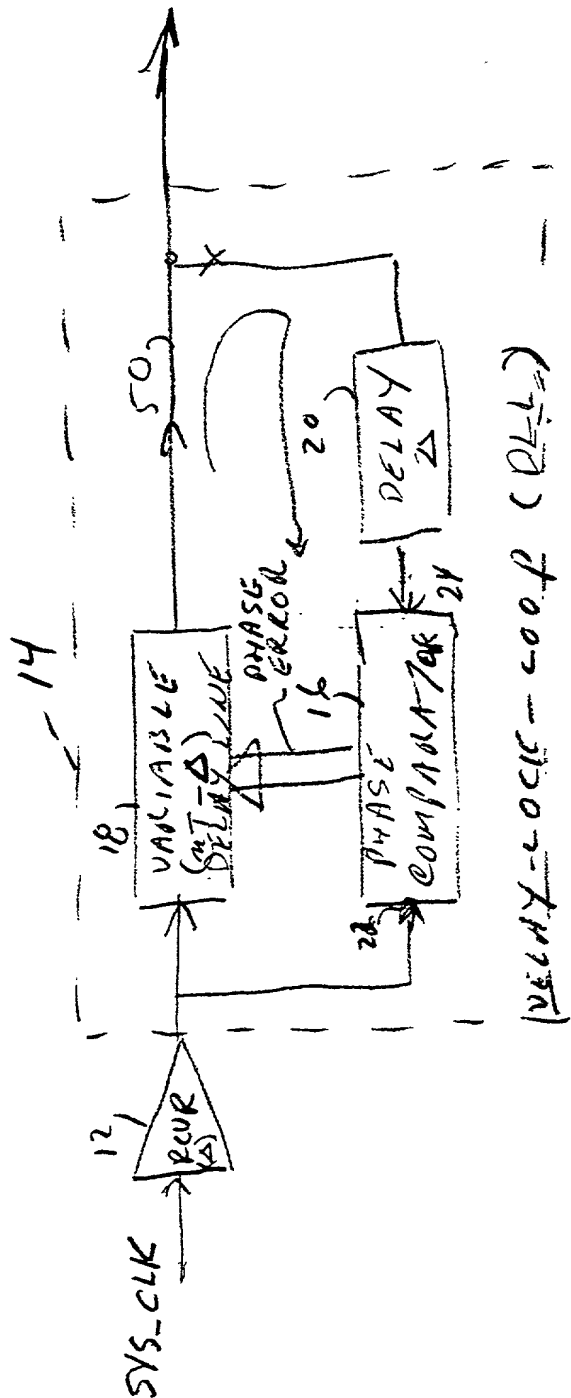 14
50
SYS_CLK
12
RCVR
(Δ)
18
VARIABLE
(nT-Δ)
DELAY LINE
PHASE
ERROR
16
20
DELAY
Δ
22
PHASE
COMPARATOR
24
DELAY-LOCK-LOOP (DLL)